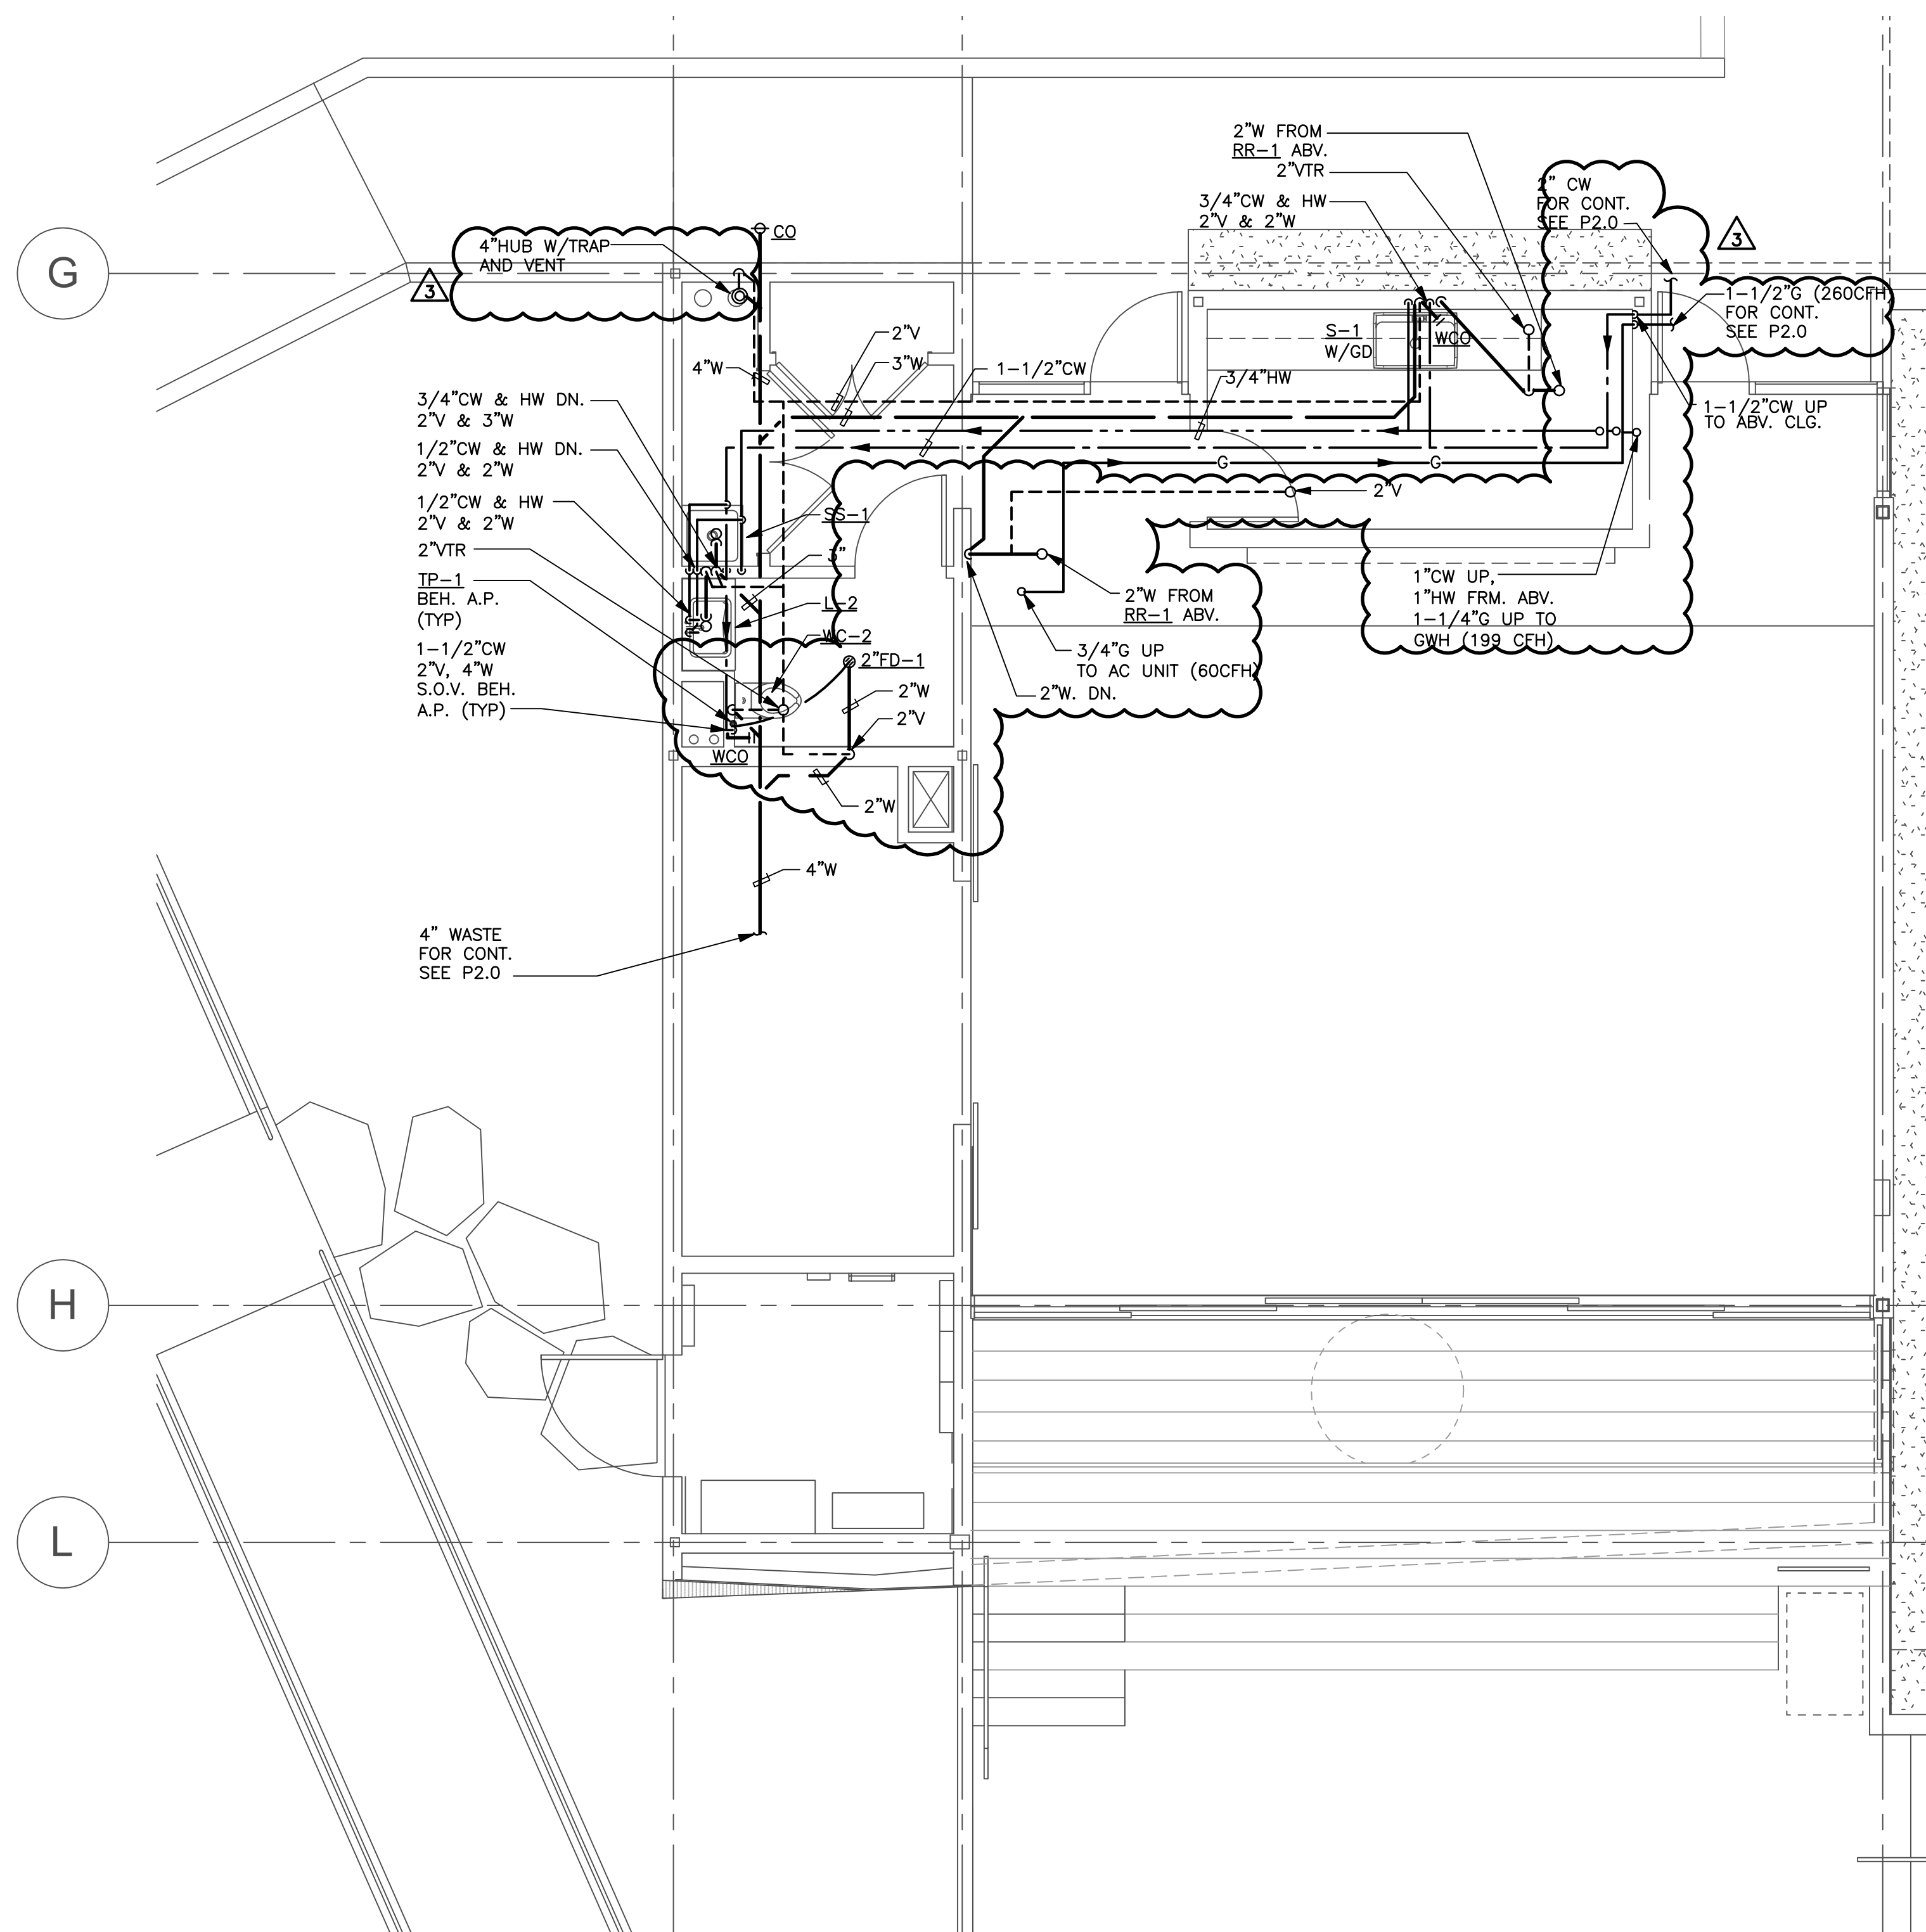 2"W FROM
RR-1 ABV.
2"VTR
3/4"CW & HW
2"V & 2"W
2" CW
FOR CONT.
SEE P2.0
3
1-1/2"G (260CFH)
FOR CONT.
SEE P2.0
CO
4"HUB W/TRAP
AND VENT
3
G
S-1
W/GD
WCO
2"V
3"W
4"W
1-1/2"CW
3/4"HW
1-1/2"CW UP
TO ABV. CLG.
3/4"CW & HW DN.
2"V & 3"W
1/2"CW & HW DN.
2"V & 2"W
1/2"CW & HW
2"V & 2"W
2"VTR
TP-1
BEH. A.P.
(TYP)
1-1/2"CW
2"V, 4"W
S.O.V. BEH.
A.P. (TYP)
G
G
2"V
SS-1
3"
L-2
WC-2
2"FD-1
2"W
2"V
WCO
2"W
2"W FROM
RR-1 ABV.
3/4"G UP
TO AC UNIT (60CFH)
2"W. DN.
1"CW UP,
1"HW FRM. ABV.
1-1/4"G UP TO
GWH (199 CFH)
4"W
4" WASTE
FOR CONT.
SEE P2.0
H
L